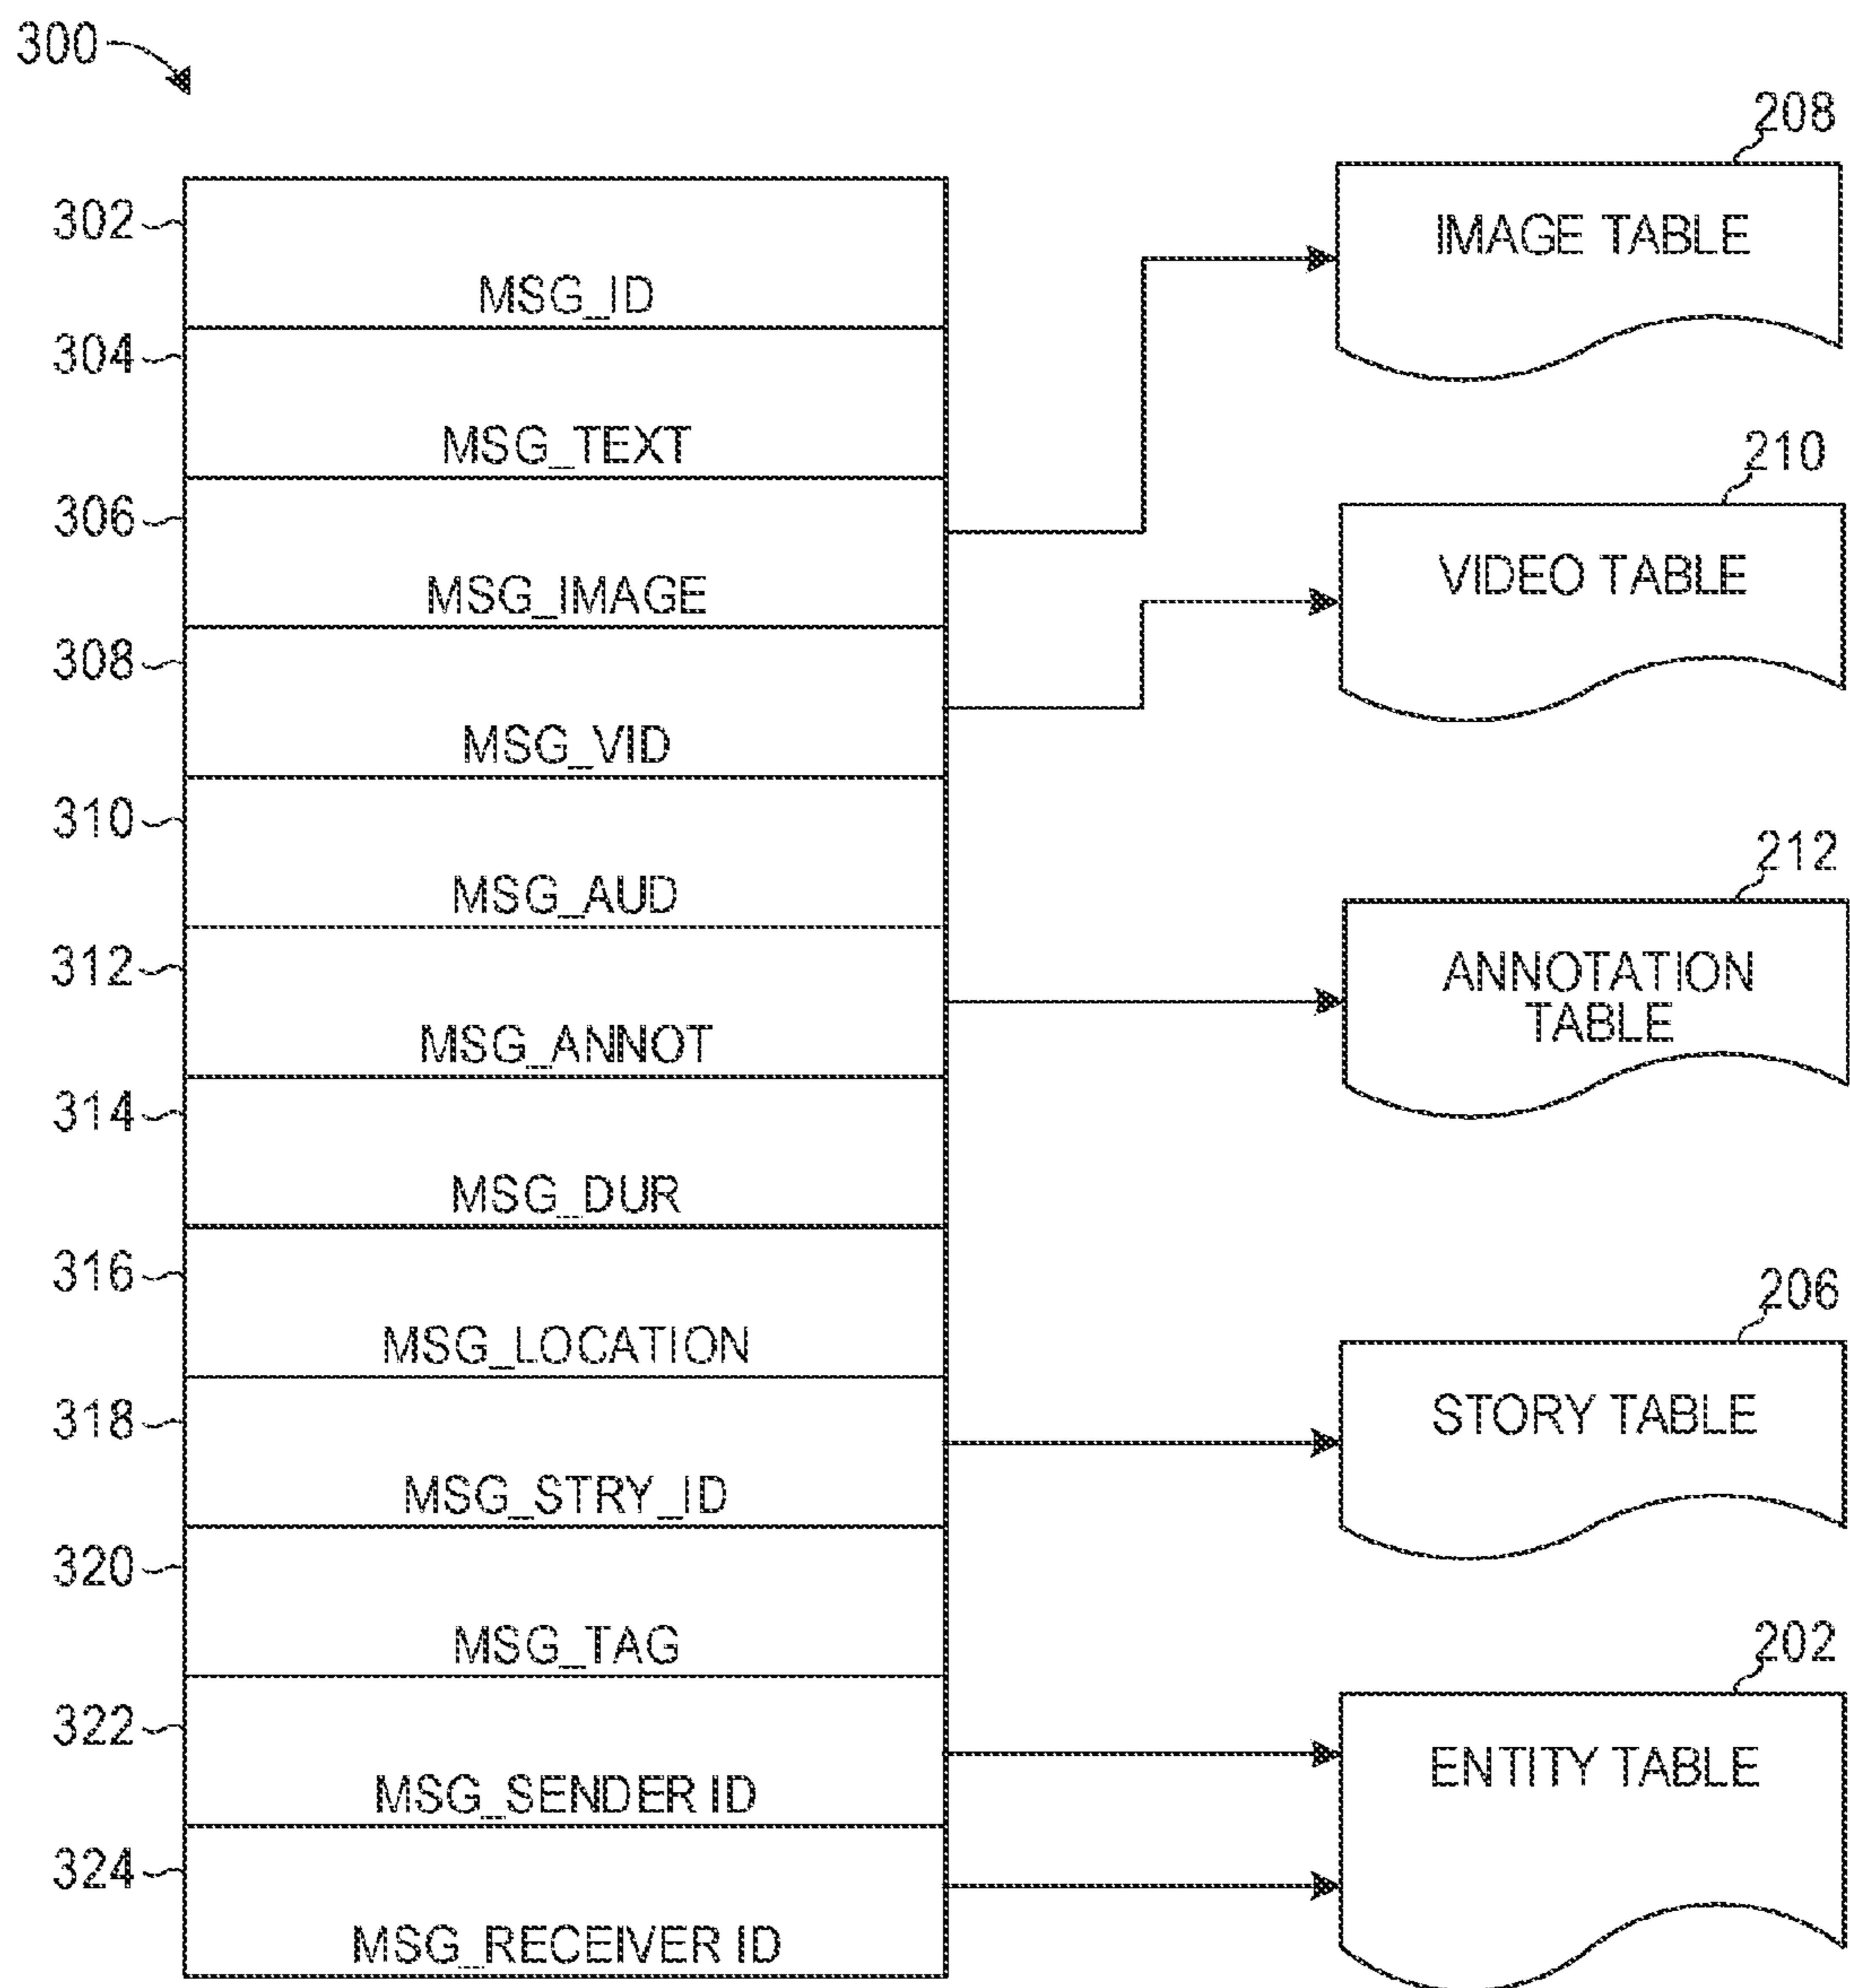 300
302
MSG_ID
304
MSG_TEXT
306
MSG_IMAGE
308
MSG_VID
310
MSG_AUD
312
MSG_ANNOT
314
MSG_DUR
316
MSG_LOCATION
318
MSG_STRY_ID
320
MSG_TAG
322
MSG_SENDER ID
324
MSG_RECEIVER ID
208
IMAGE TABLE
210
VIDEO TABLE
212
ANNOTATION
TABLE
206
STORY TABLE
202
ENTITY TABLE